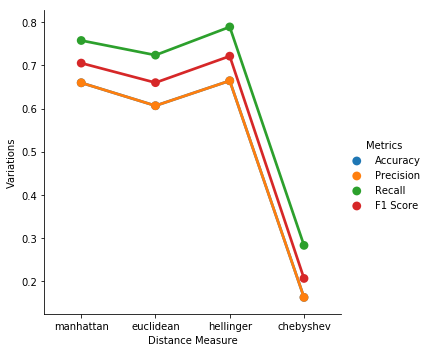 0.8
0.7
0.6
0.5
0.4
0.3
0.2
Variations
manhattan euclidean hellinger chebyshev
Distance Measure
Metrics
Accuracy
Precision
Recall
F1 Score